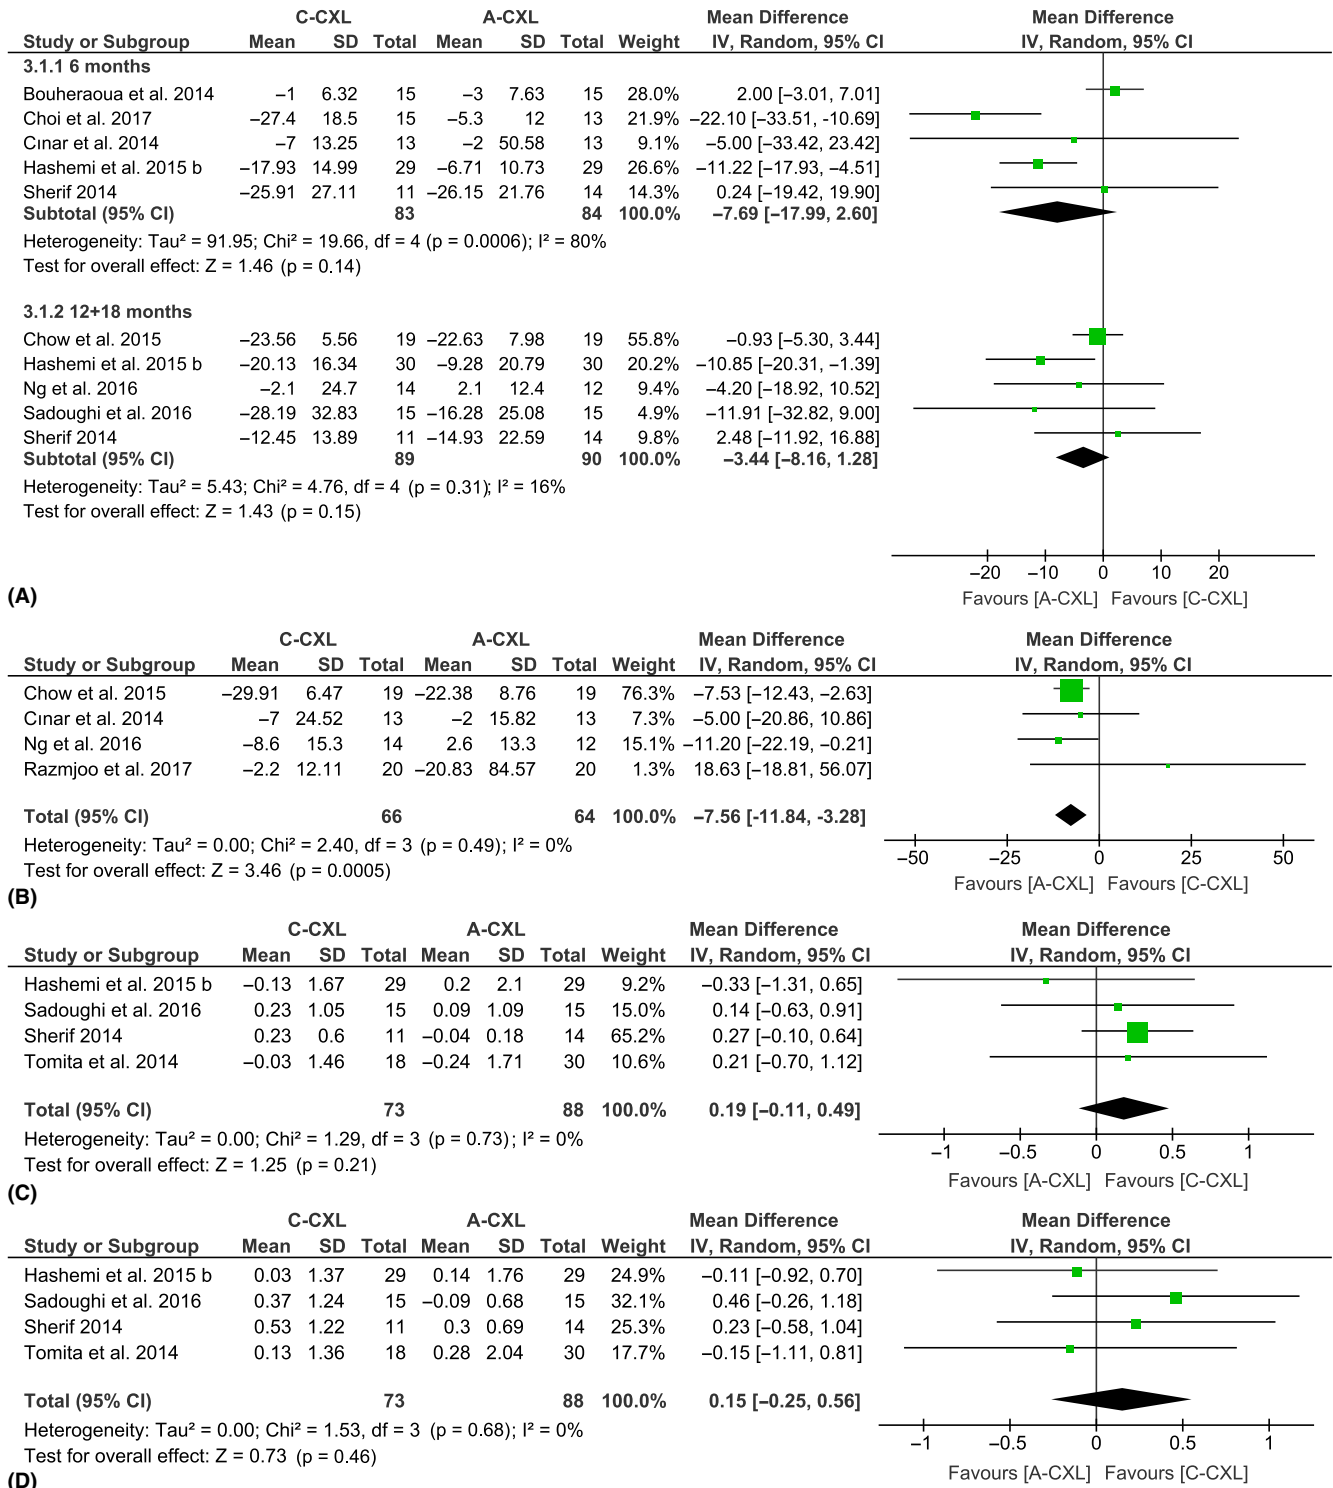 C-CXL A-CXL Mean Difference Mean Difference
Study or Subgroup Mean SD Total Mean SD Total Weight IV, Random, 95% CI IV, Random, 95% CI
3.1.1 6 months
Bouheraoua et al. 2014 −1 6.32 15 −3 7.63 15 28.0% 2.00 [−3.01, 7.01]
Choi et al. 2017 −27.4 18.5 15 −5.3 12 13 21.9% −22.10 [−33.51, -10.69]
Cınar et al. 2014 −7 13.25 13 −2 50.58 13 9.1% −5.00 [−33.42, 23.42]
Hashemi et al. 2015 b −17.93 14.99 29 −6.71 10.73 29 26.6% −11.22 [−17.93, −4.51]
Sherif 2014 −25.91 27.11 11 −26.15 21.76 14 14.3% 0.24 [−19.42, 19.90]
Subtotal (95% CI) 83 84 100.0% −7.69 [−17.99, 2.60]
Heterogeneity: Tau² = 91.95; Chi² = 19.66, df = 4 (p = 0.0006); I² = 80%
Test for overall effect: Z = 1.46 (p = 0.14)
3.1.2 12+18 months
Chow et al. 2015 −23.56 5.56 19 −22.63 7.98 19 55.8% −0.93 [−5.30, 3.44]
Hashemi et al. 2015 b −20.13 16.34 30 −9.28 20.79 30 20.2% −10.85 [−20.31, −1.39]
Ng et al. 2016 −2.1 24.7 14 2.1 12.4 12 9.4% −4.20 [−18.92, 10.52]
Sadoughi et al. 2016 −28.19 32.83 15 −16.28 25.08 15 4.9% −11.91 [−32.82, 9.00]
Sherif 2014 −12.45 13.89 11 −14.93 22.59 14 9.8% 2.48 [−11.92, 16.88]
Subtotal (95% CI) 89 90 100.0% −3.44 [−8.16, 1.28]
Heterogeneity: Tau² = 5.43; Chi² = 4.76, df = 4 (p = 0.31); I² = 16%
Test for overall effect: Z = 1.43 (p = 0.15)
−20 −10 0 10 20
Favours [A-CXL] Favours [C-CXL]
(A)
C-CXL A-CXL Mean Difference Mean Difference
Study or Subgroup Mean SD Total Mean SD Total Weight IV, Random, 95% CI IV, Random, 95% CI
Chow et al. 2015 −29.91 6.47 19 −22.38 8.76 19 76.3% −7.53 [−12.43, −2.63]
Cınar et al. 2014 −7 24.52 13 −2 15.82 13 7.3% −5.00 [−20.86, 10.86]
Ng et al. 2016 −8.6 15.3 14 2.6 13.3 12 15.1% −11.20 [−22.19, −0.21]
Razmjoo et al. 2017 −2.2 12.11 20 −20.83 84.57 20 1.3% 18.63 [−18.81, 56.07]
Total (95% CI) 66 64 100.0% −7.56 [−11.84, −3.28]
Heterogeneity: Tau² = 0.00; Chi² = 2.40, df = 3 (p = 0.49); I² = 0%
Test for overall effect: Z = 3.46 (p = 0.0005)
−50 −25 0 25 50
Favours [A-CXL] Favours [C-CXL]
(B)
C-CXL A-CXL Mean Difference Mean Difference
Study or Subgroup Mean SD Total Mean SD Total Weight IV, Random, 95% CI IV, Random, 95% CI
Hashemi et al. 2015 b −0.13 1.67 29 0.2 2.1 29 9.2% −0.33 [−1.31, 0.65]
Sadoughi et al. 2016 0.23 1.05 15 0.09 1.09 15 15.0% 0.14 [−0.63, 0.91]
Sherif 2014 0.23 0.6 11 −0.04 0.18 14 65.2% 0.27 [−0.10, 0.64]
Tomita et al. 2014 −0.03 1.46 18 −0.24 1.71 30 10.6% 0.21 [−0.70, 1.12]
Total (95% CI) 73 88 100.0% 0.19 [−0.11, 0.49]
Heterogeneity: Tau² = 0.00; Chi² = 1.29, df = 3 (p = 0.73); I² = 0%
Test for overall effect: Z = 1.25 (p = 0.21)
−1 −0.5 0 0.5 1
Favours [A-CXL] Favours [C-CXL]
(C)
C-CXL A-CXL Mean Difference Mean Difference
Study or Subgroup Mean SD Total Mean SD Total Weight IV, Random, 95% CI IV, Random, 95% CI
Hashemi et al. 2015 b 0.03 1.37 29 0.14 1.76 29 24.9% −0.11 [−0.92, 0.70]
Sadoughi et al. 2016 0.37 1.24 15 −0.09 0.68 15 32.1% 0.46 [−0.26, 1.18]
Sherif 2014 0.53 1.22 11 0.3 0.69 14 25.3% 0.23 [−0.58, 1.04]
Tomita et al. 2014 0.13 1.36 18 0.28 2.04 30 17.7% −0.15 [−1.11, 0.81]
Total (95% CI) 73 88 100.0% 0.15 [−0.25, 0.56]
Heterogeneity: Tau² = 0.00; Chi² = 1.53, df = 3 (p = 0.68); I² = 0%
Test for overall effect: Z = 0.73 (p = 0.46)
−1 −0.5 0 0.5 1
Favours [A-CXL] Favours [C-CXL]
(D)